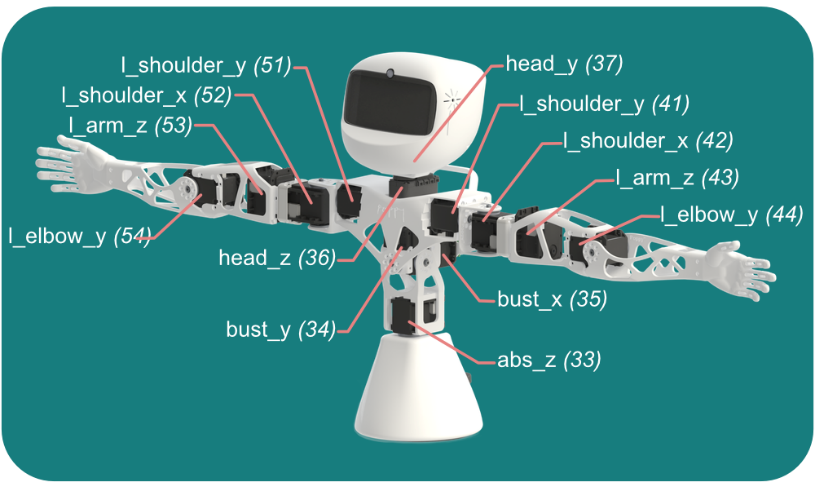 l_shoulder_y (51)
head_y (37)
l_shoulder_x (52)
l_shoulder_y (41)
l_arm_z (53)
l_shoulder_x (42)
l_arm_z (43)
l_elbow_y (44)
l_elbow_y (54)
head_z (36)
bust_x (35)
bust_y (34)
abs_z (33)